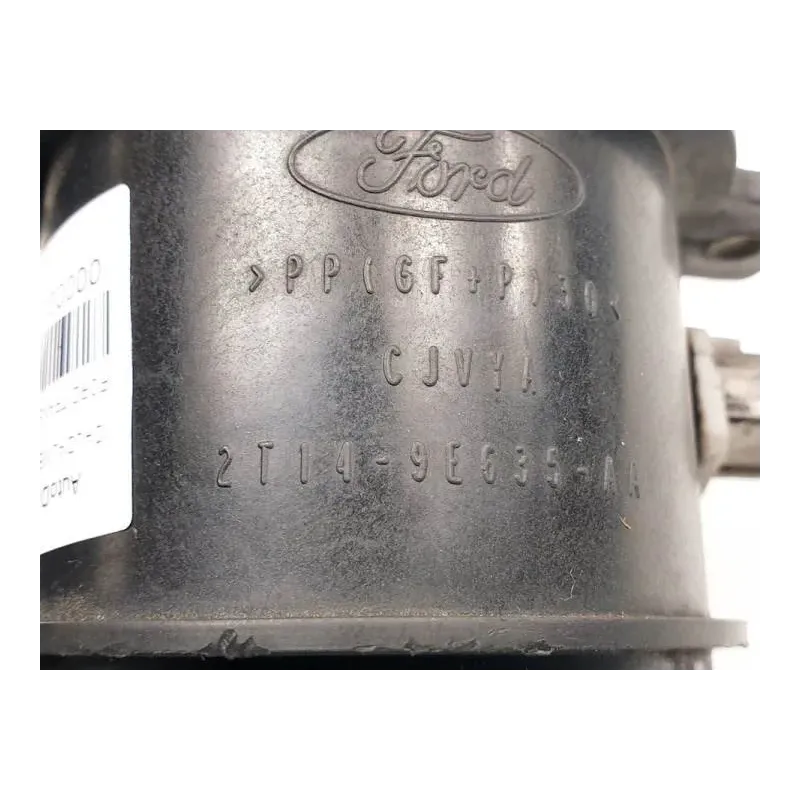 Ford
>PP(GF+P)30<
CJVYA
2T14-9E635-AA